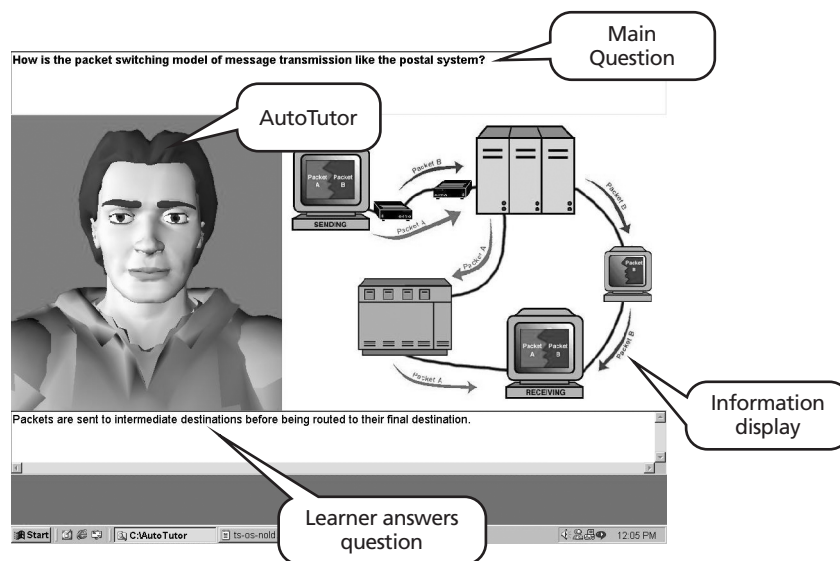 Main
Question
How is the packet switching model of message transmission like the postal system?
AutoTutor
Packet B
Packet A
Packet B
SENDING
Packet A
Packet B
Packet A
Packet B
Packet A
Packet B
Packet B
Packet A
RECEIVING
Information
display
Packets are sent to intermediate destinations before being routed to their final destination.
Learner answers
question
Start
C:\AutoTutor
ts-os-nold
12:05 PM